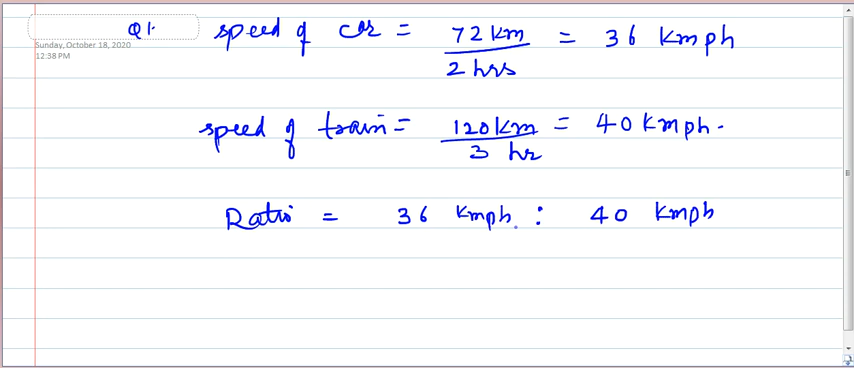 Q1. speed of car = 72 km / 2 hrs = 36 kmph
Sunday, October 18, 2020
12:38 PM
speed of train = 120 km / 3 hr = 40 kmph.
Ratio = 36 kmph : 40 kmph